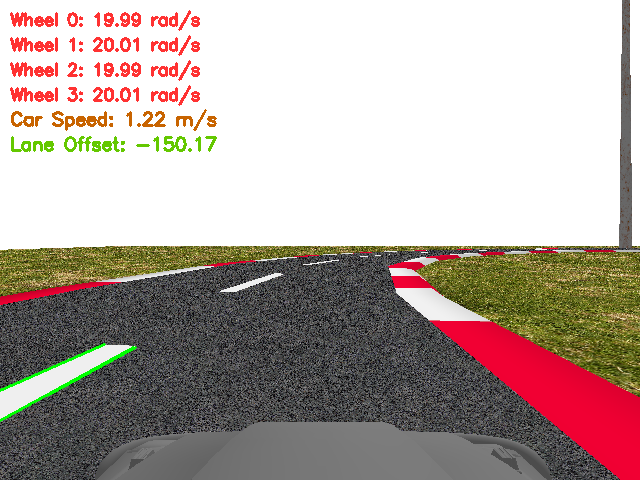 Wheel 0: 19.99 rad/s
Wheel 1: 20.01 rad/s
Wheel 2: 19.99 rad/s
Wheel 3: 20.01 rad/s
Car Speed: 1.22 m/s
Lane Offset: -150.17